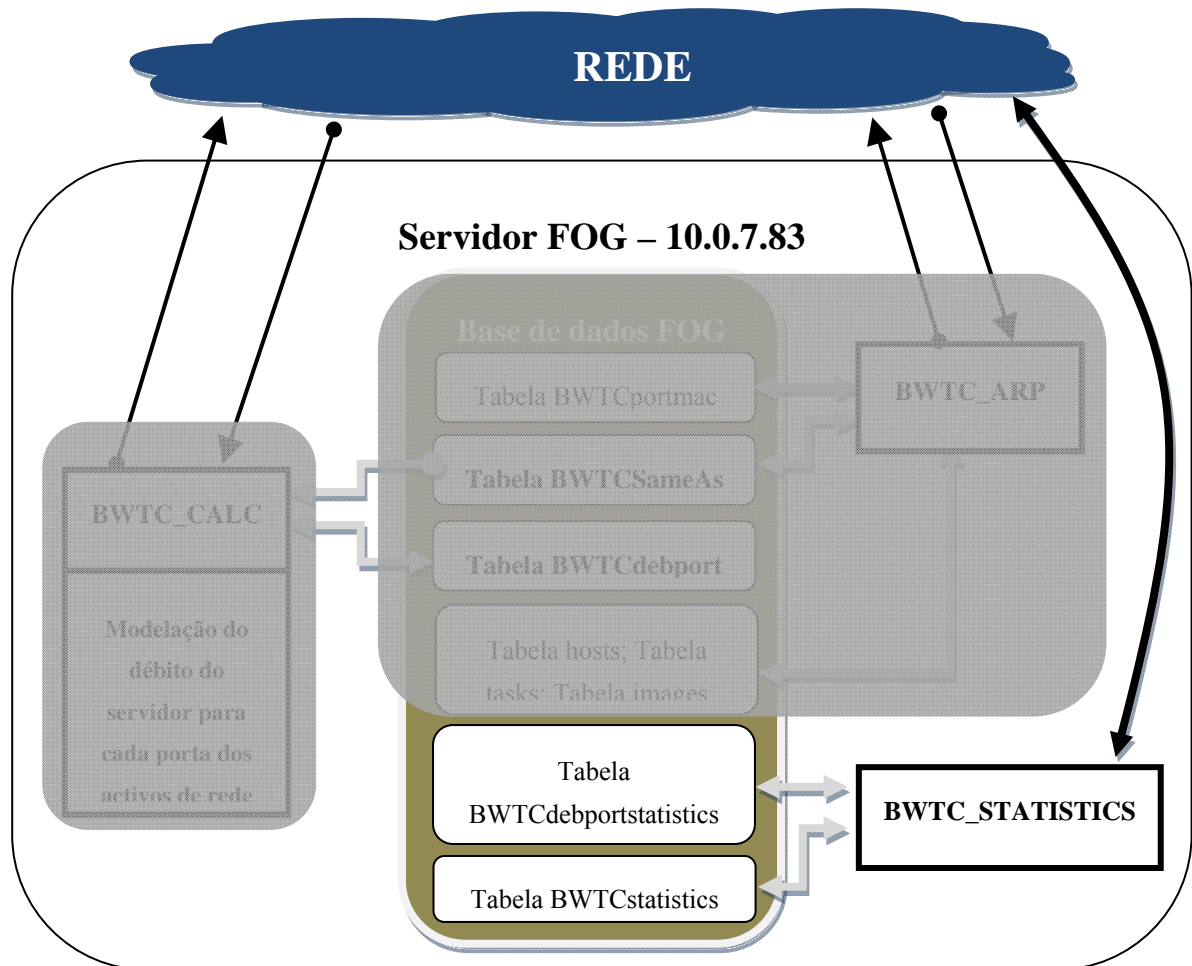 REDE
Servidor FOG – 10.0.7.83
Base de dados FOG
Tabela BWTCportmac
BWTC_ARP
Tabela BWTCSameAs
BWTC_CALC
Tabela BWTCdebport
Modelação do
débito do
servidor para
cada porta dos
activos de rede
Tabela hosts; Tabela
tasks; Tabela images
Tabela
BWTCdebportstatistics
BWTC_STATISTICS
Tabela BWTCstatistics